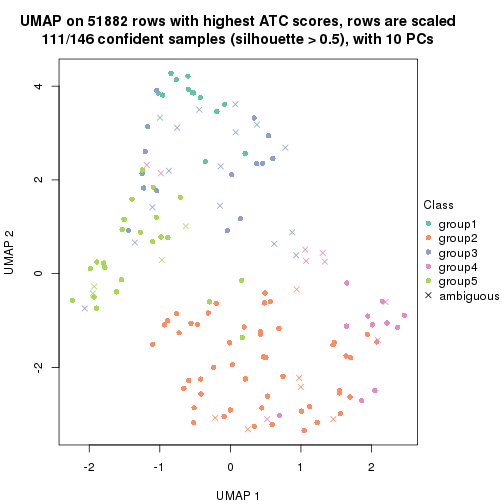 UMAP on 51882 rows with highest ATC scores, rows are scaled
111/146 confident samples (silhouette > 0.5), with 10 PCs
4
2
0
-2
-2
-1
0
1
2
UMAP 1
UMAP 2
Class
group1
group2
group3
group4
group5
ambiguous